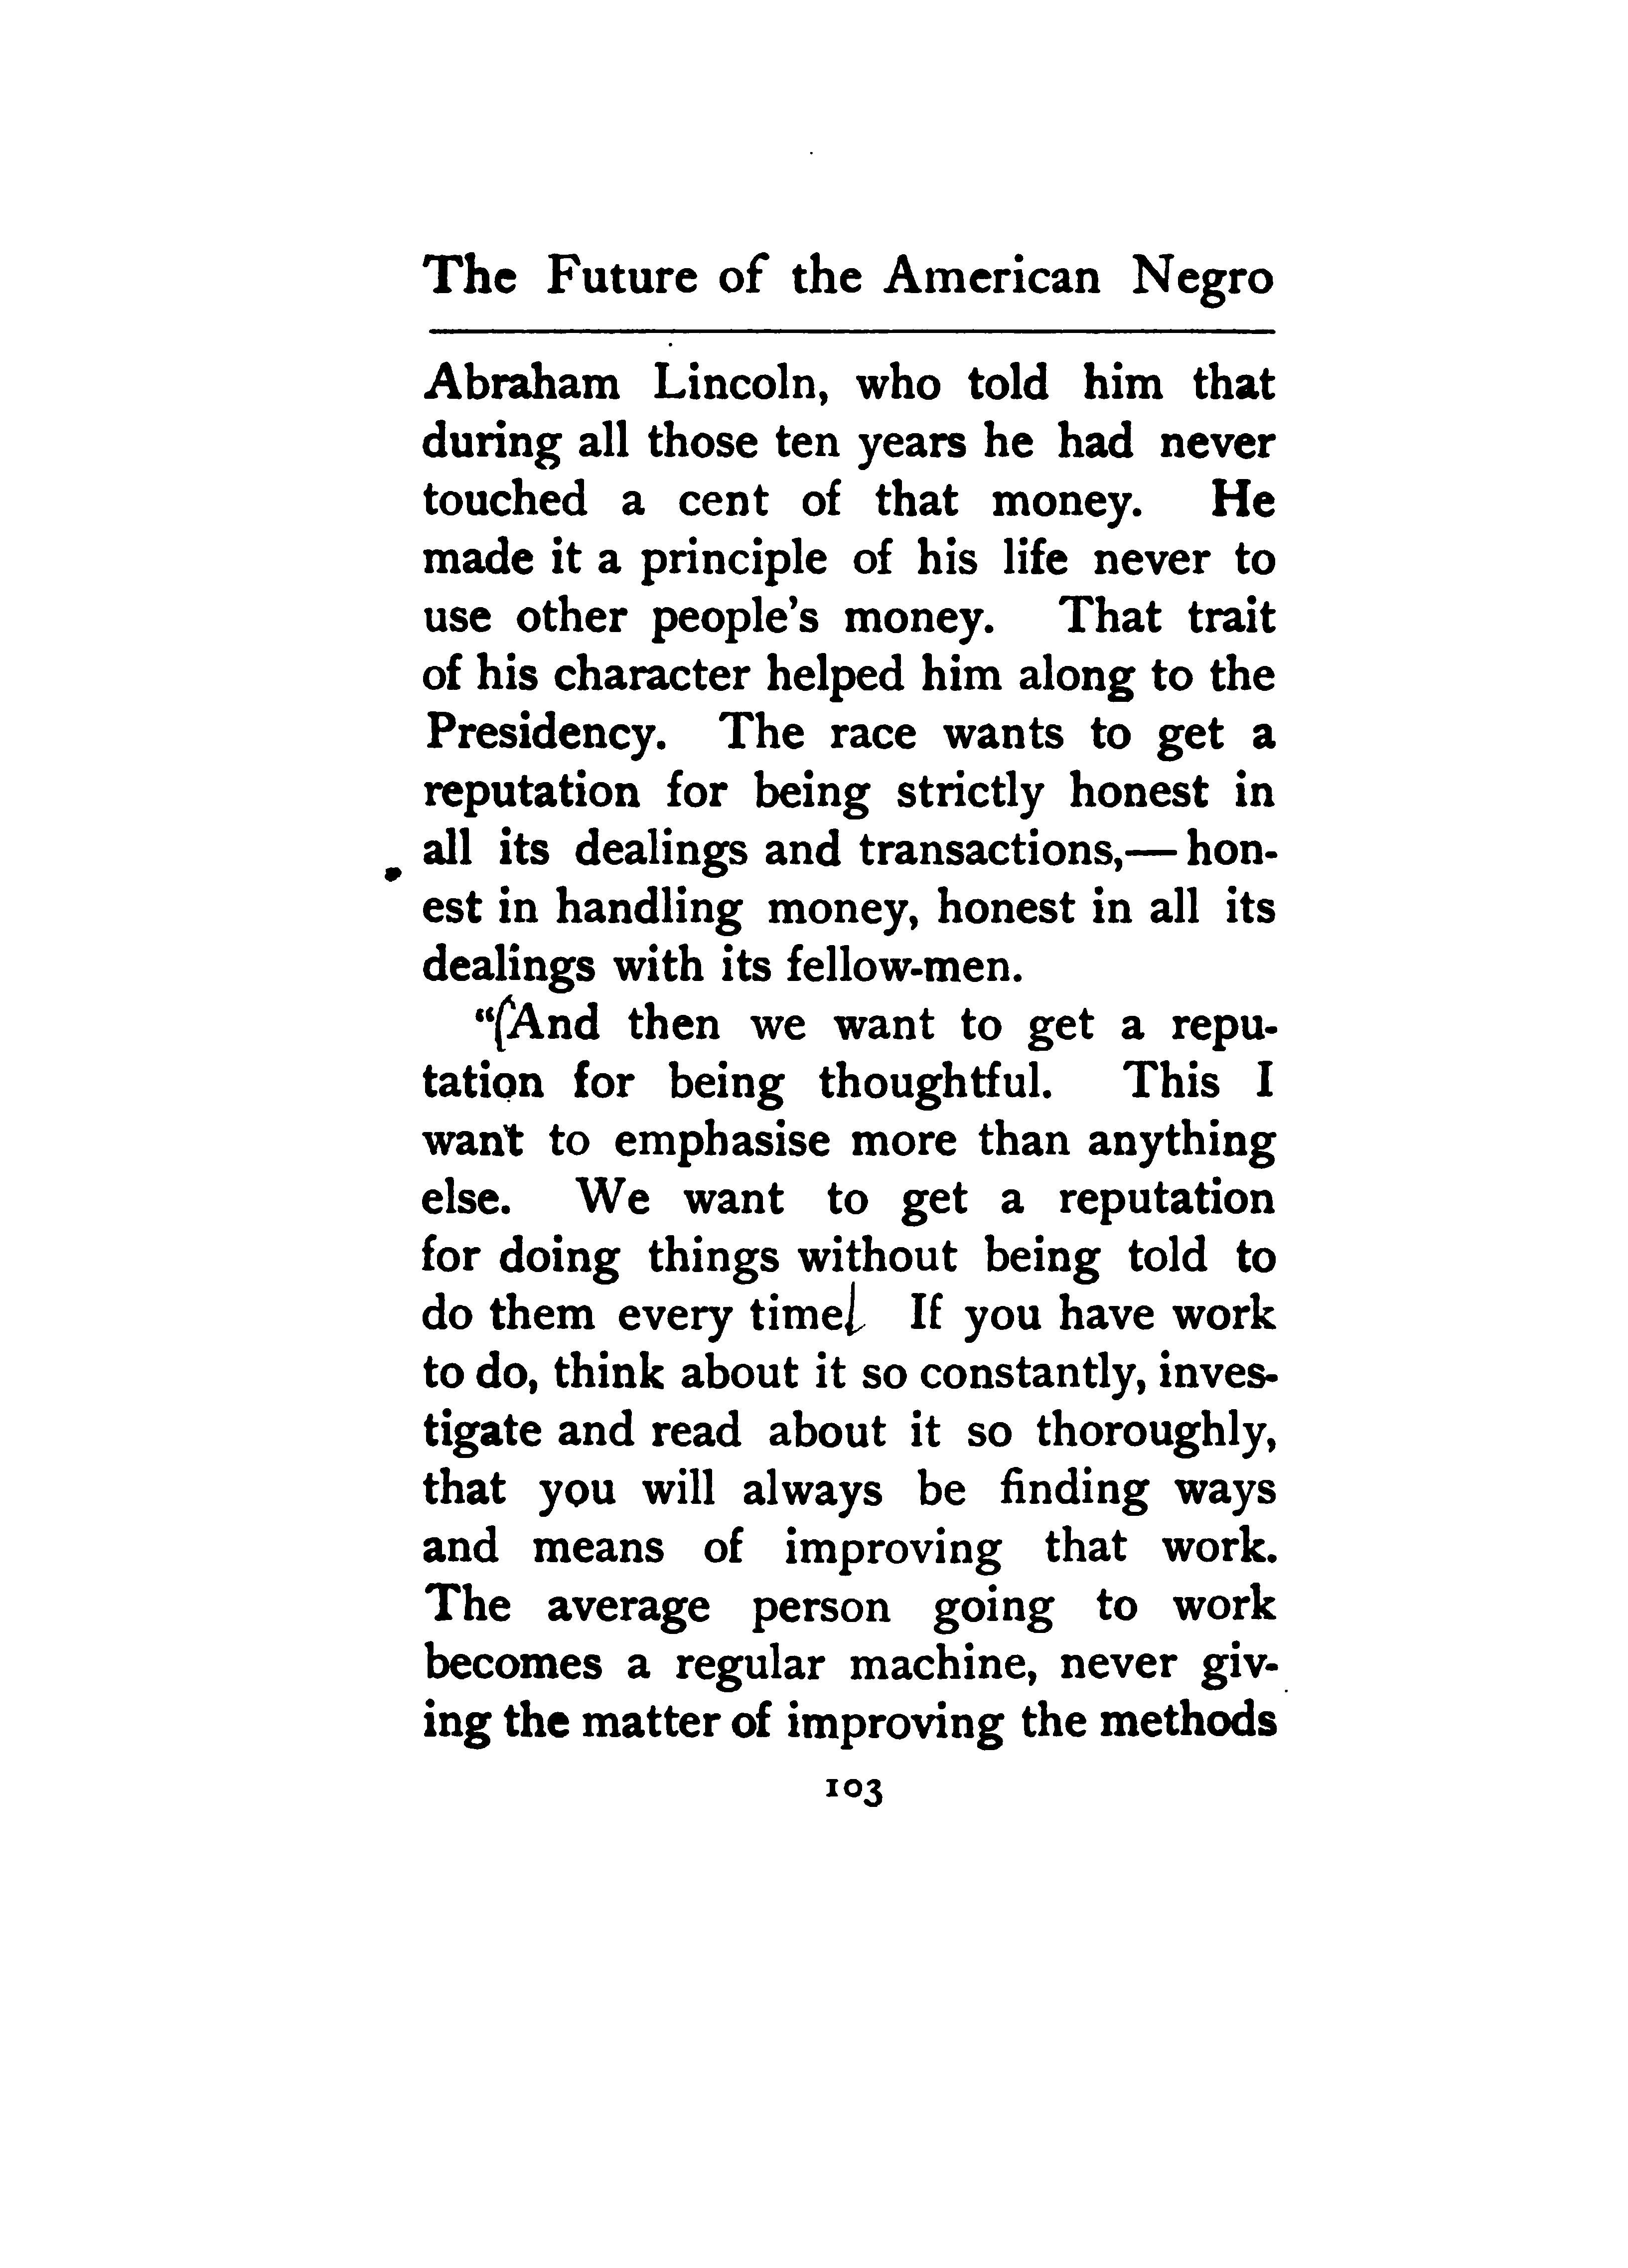 The Future of the American Negro
Abraham Lincoln, who told him that
during all those ten years he had never
touched a cent of that money. He
made it a principle of his life never to
use other people's money. That trait
of his character helped him along to the
Presidency. The race wants to get a
reputation for being strictly honest in
all its dealings and transactions,—hon-
est in handling money, honest in all its
dealings with its fellow-men.
"And then we want to get a repu-
tation for being thoughtful. This I
want to emphasise more than anything
else. We want to get a reputation
for doing things without being told to
do them every time. If you have work
to do, think about it so constantly, inves-
tigate and read about it so thoroughly,
that you will always be finding ways
and means of improving that work.
The average person going to work
becomes a regular machine, never giv-
ing the matter of improving the methods
103